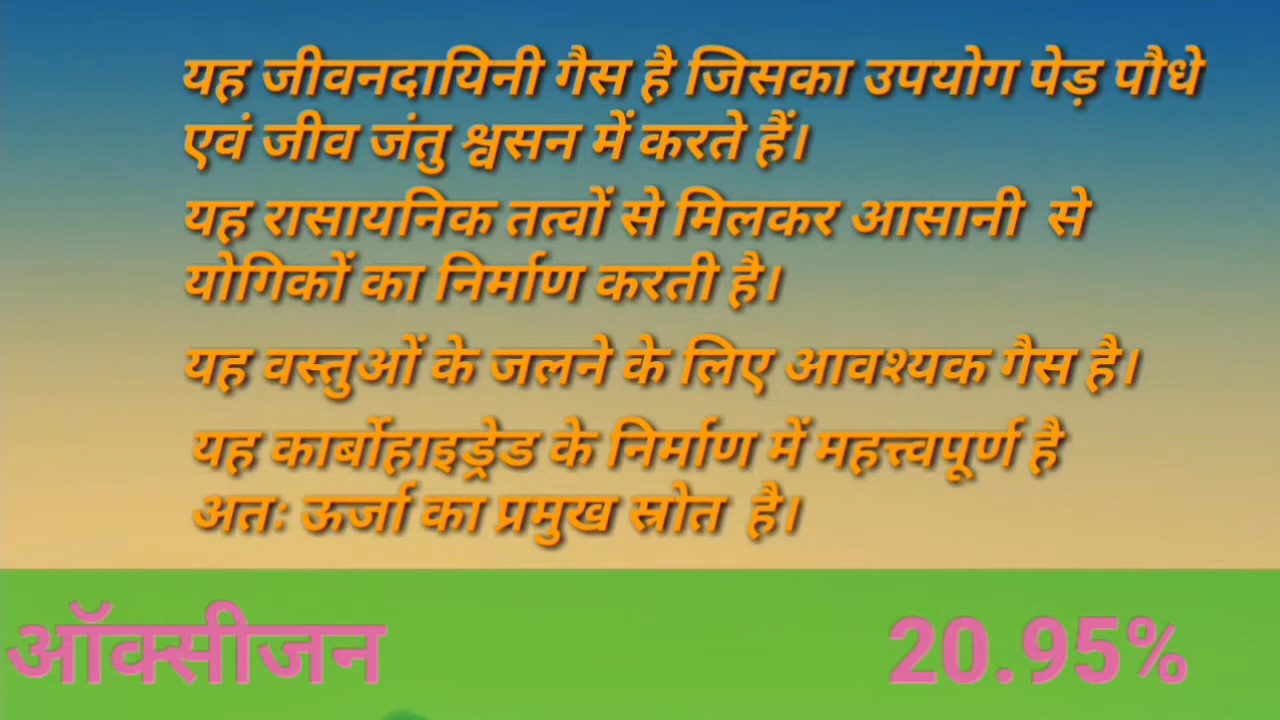 यह जीवनदायिनी गैस है जिसका उपयोग पेड़ पौधे
एवं जीव जंतु श्वसन में करते हैं।
यह रासायनिक तत्वों से मिलकर आसानी से
योगिकों का निर्माण करती है।
यह वस्तुओं के जलने के लिए आवश्यक गैस है।
यह कार्बोहाइड्रेड के निर्माण में महत्त्वपूर्ण है
अत: ऊर्जा का प्रमुख स्रोत है।
ऑक्सीजन 20.95%